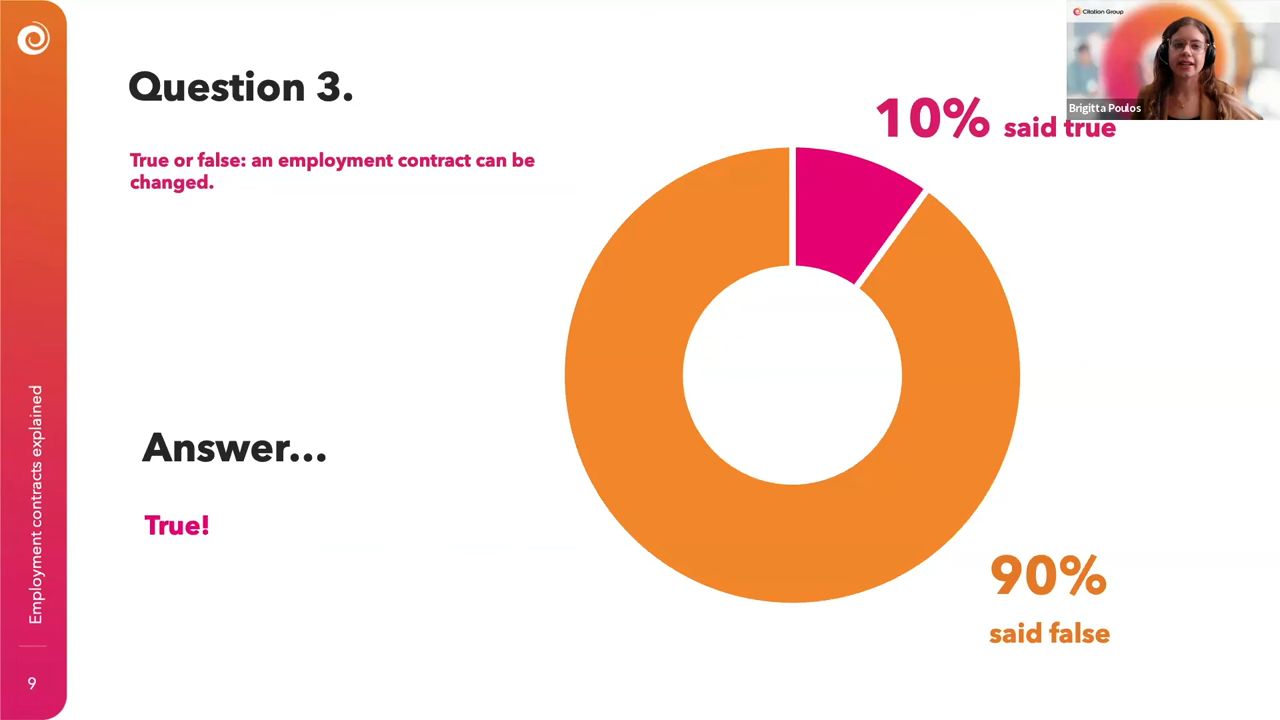 Citation Group
Brigitta Poulos
Question 3.
10% said true
True or false: an employment contract can be
changed.
Answer...
True!
90%
said false
Employment contracts explained
9